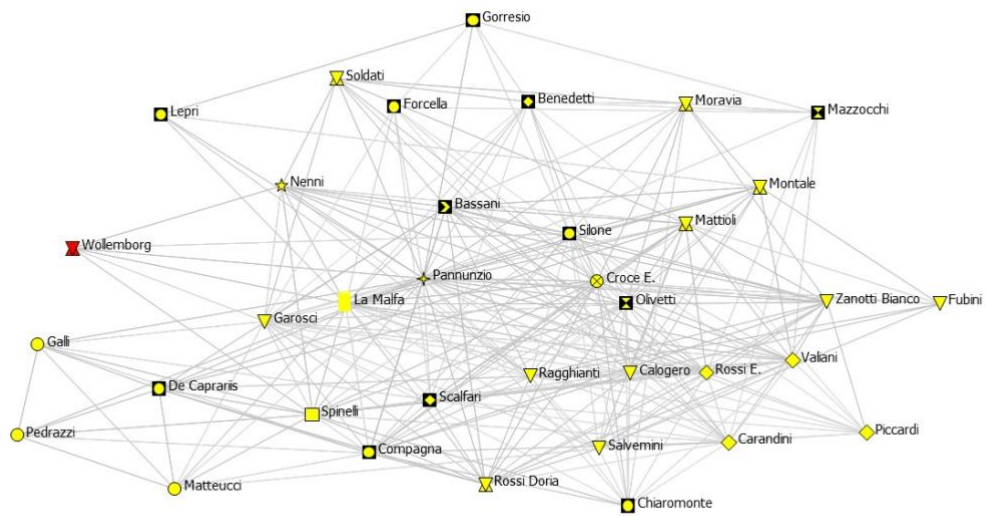 Gorresio
Soldati
Forcella
Benedetti
Moravia
Mazzocchi
Lepri
Nenni
Montale
Bassani
Mattioli
Silone
Wollemborg
Pannunzio
Croce E.
La Malfa
Olivetti
Zanotti Bianco
Fubini
Garosci
Galli
Valiani
Ragghianti
Calogero
Rossi E.
De Caprariis
Scalfari
Spinelli
Piccardi
Pedrazzi
Compagna
Salvemini
Carandini
Matteucci
Rossi Doria
Chiaromonte